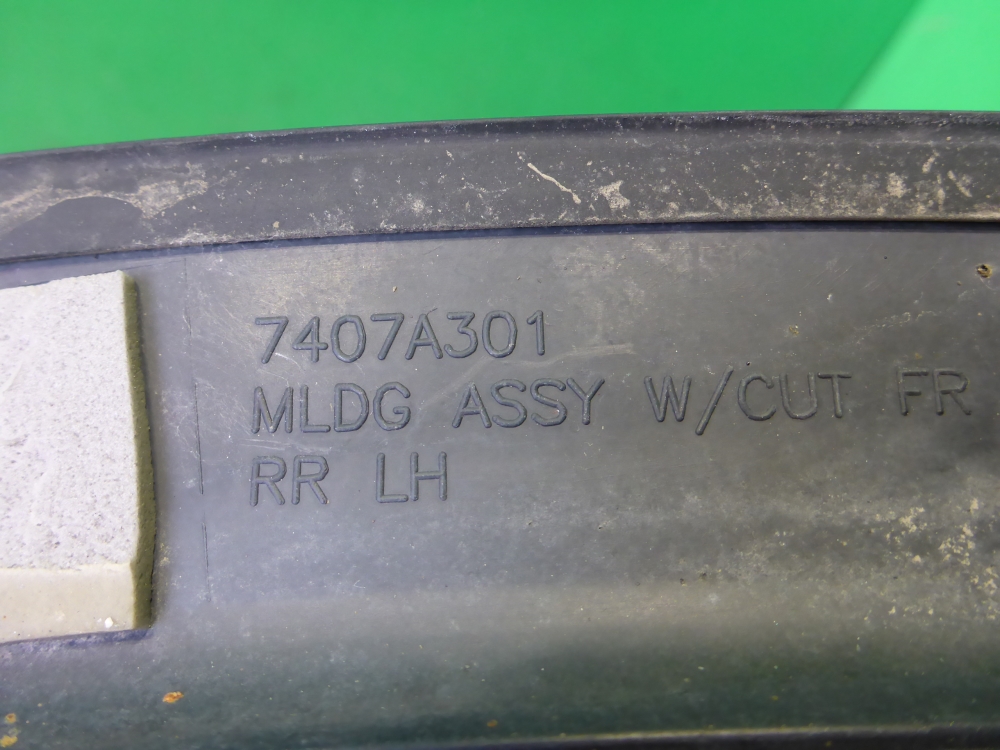 7407A301
MLDG ASSY W/CUT FR
RR LH